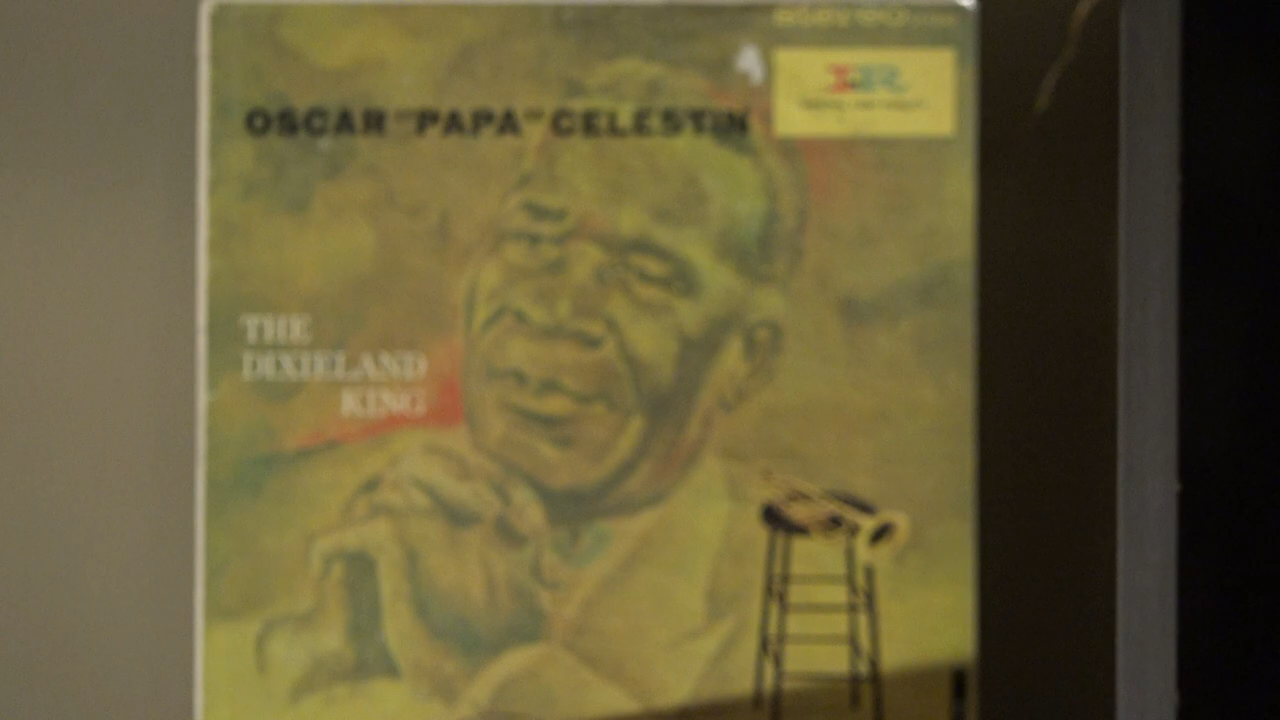 OSCAR "PAPA" CELESTIN
THE
DIXIELAND
KING